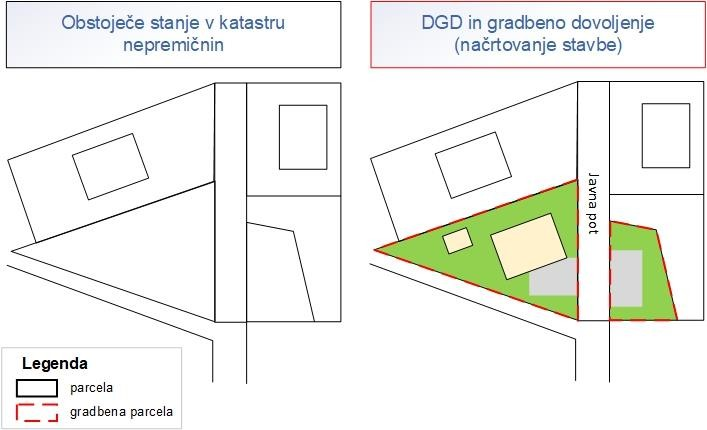 Obstoječe stanje v katastru
nepremičnin
DGD in gradbeno dovoljenje
(načrtovanje stavbe)
Javna pot
Legenda
parcela
gradbena parcela